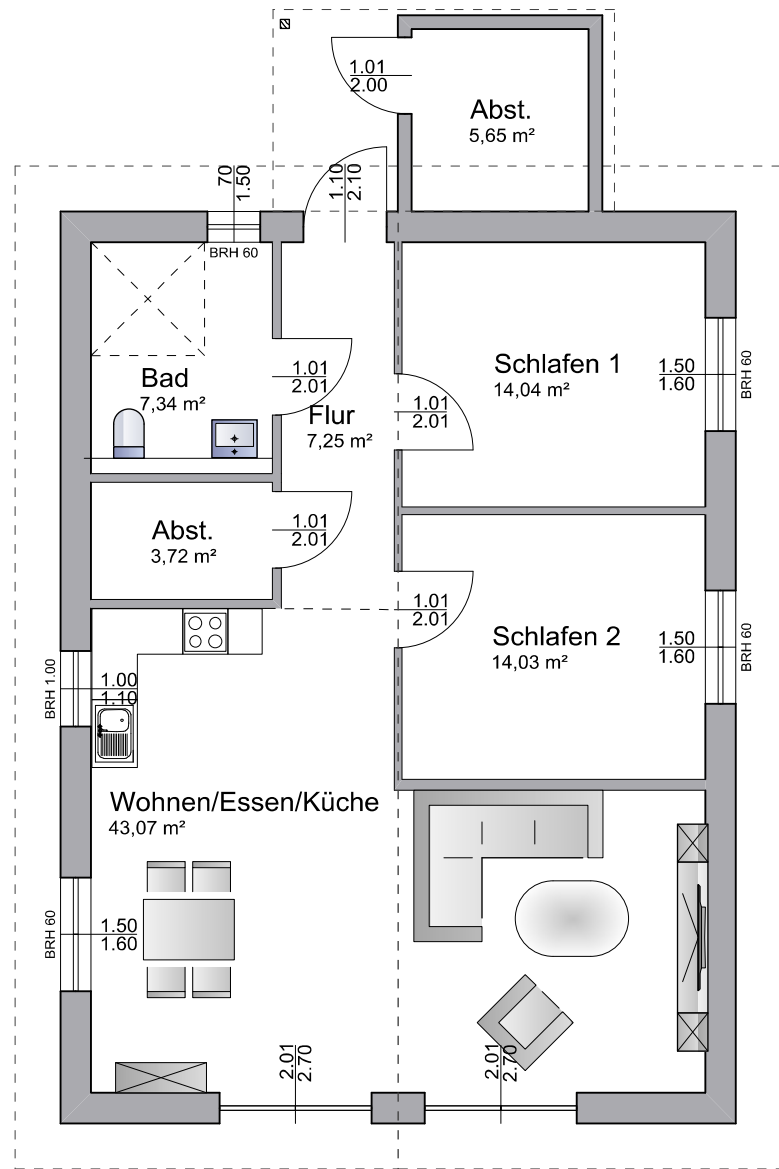 1.01
2.00
Abst.
5,65 m²
70
1.50
1.10
2.10
BRH 60
Bad
7,34 m²
1.01
2.01
Flur
7,25 m²
1.01
2.01
Schlafen 1
14,04 m²
1.50
1.60
BRH 60
Abst.
3,72 m²
1.01
2.01
1.01
2.01
Schlafen 2
14,03 m²
1.50
1.60
BRH 60
BRH 1.00
1.00
1.10
Wohnen/Essen/Küche
43,07 m²
BRH 60
1.50
1.60
2.01
2.70
2.01
2.70